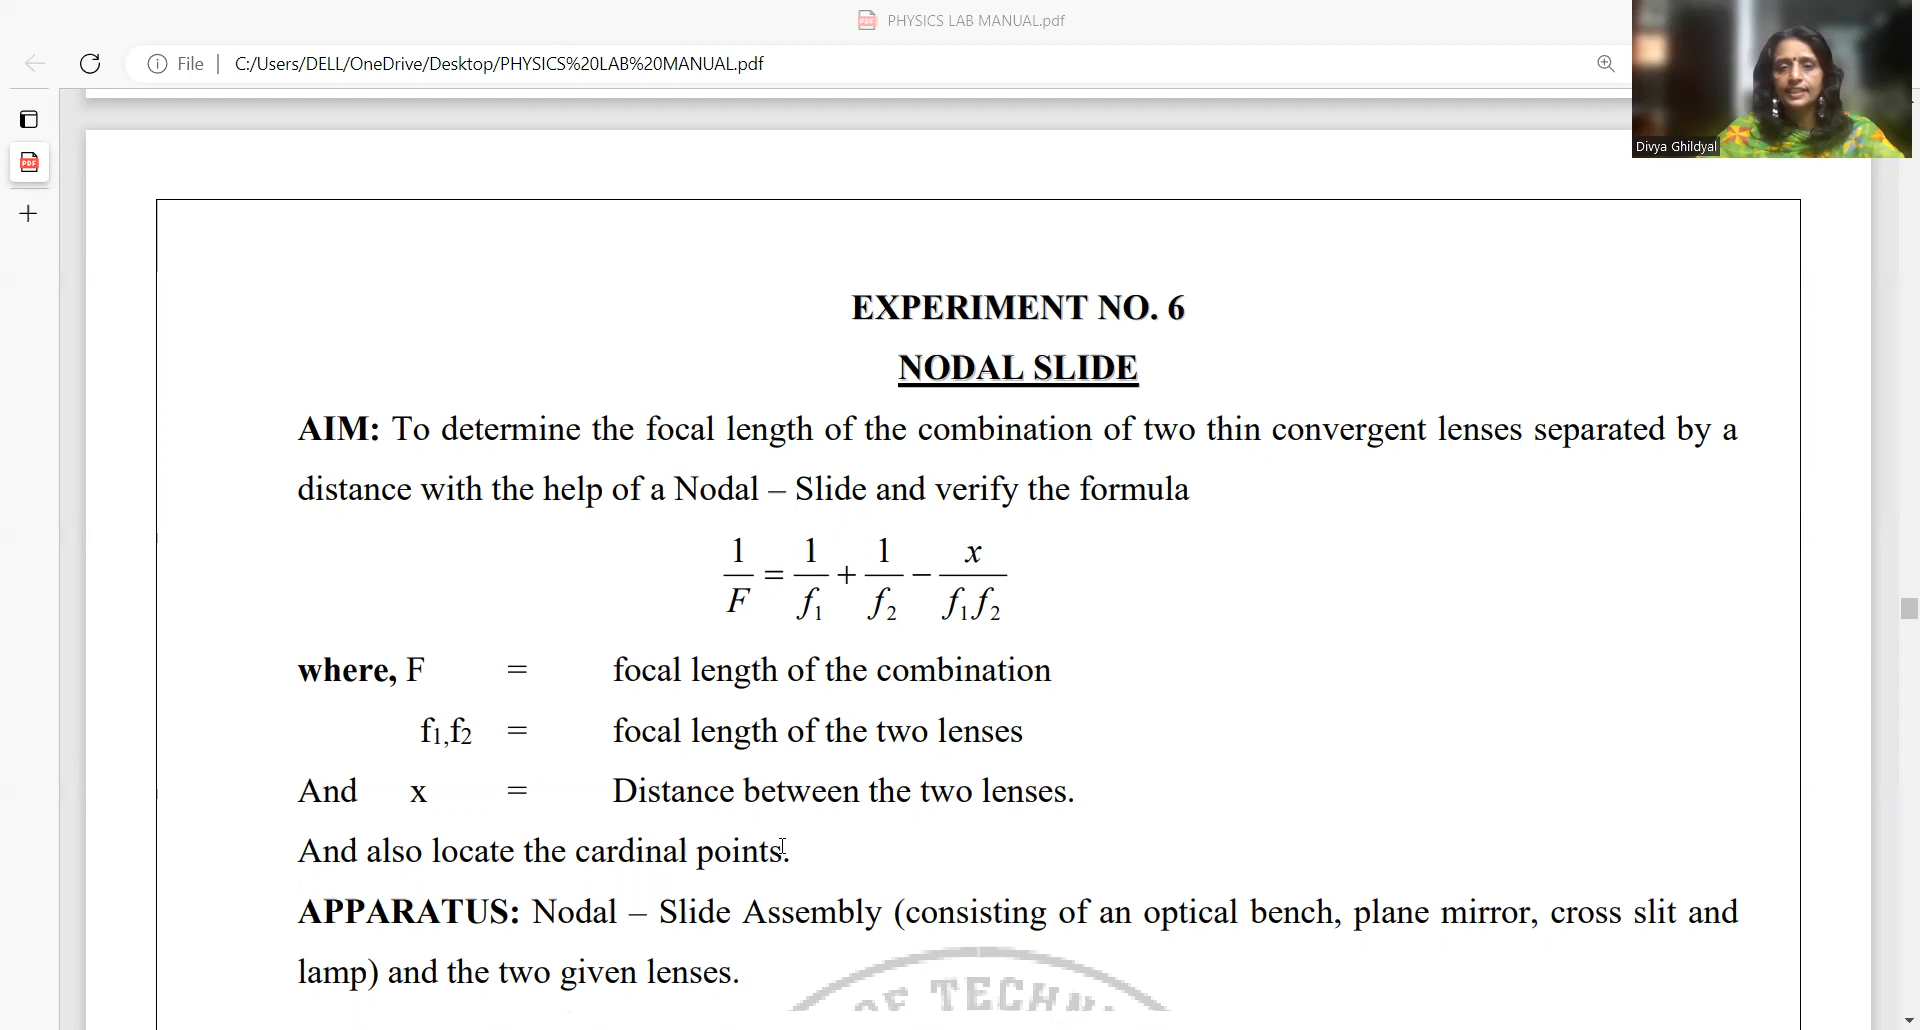 PHYSICS LAB MANUAL.pdf
File | C:/Users/DELL/OneDrive/Desktop/PHYSICS%20LAB%20MANUAL.pdf
Divya Ghildyal
EXPERIMENT NO. 6
NODAL SLIDE
AIM: To determine the focal length of the combination of two thin convergent lenses separated by a
distance with the help of a Nodal – Slide and verify the formula
1/F = 1/f₁ + 1/f₂ − x/f₁f₂
where, F = focal length of the combination
f1,f2 = focal length of the two lenses
And x = Distance between the two lenses.
And also locate the cardinal points.
APPARATUS: Nodal – Slide Assembly (consisting of an optical bench, plane mirror, cross slit and
lamp) and the two given lenses.
OF TECHN